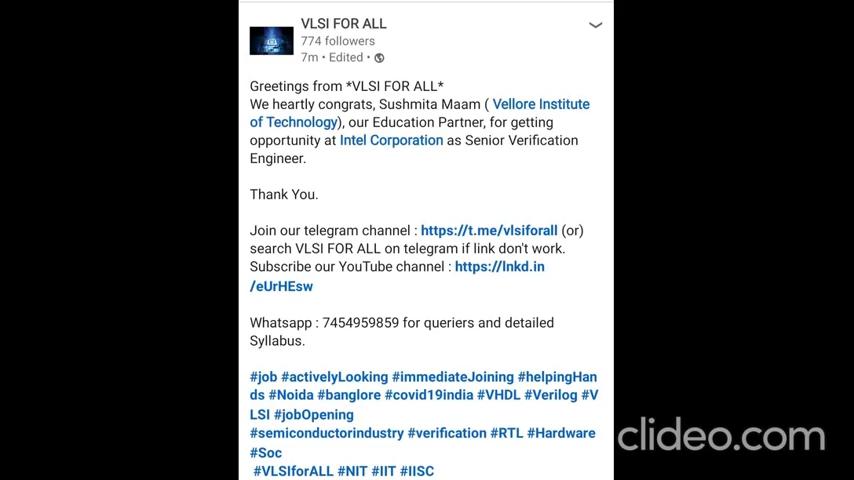 VLSI FOR ALL
774 followers
7m • Edited •
Greetings from *VLSI FOR ALL*
We heartly congrats, Sushmita Maam ( Vellore Institute
of Technology), our Education Partner, for getting
opportunity at Intel Corporation as Senior Verification
Engineer.
Thank You.
Join our telegram channel : https://t.me/vlsiforall (or)
search VLSI FOR ALL on telegram if link don't work.
Subscribe our YouTube channel : https://lnkd.in
/eUrHEsw
Whatsapp : 7454959859 for queriers and detailed
Syllabus.
#job #activelyLooking #immediateJoining #helpingHan
ds #Noida #banglore #covid19india #VHDL #Verilog #V
LSI #jobOpening
#semiconductorindustry #verification #RTL #Hardware
#Soc
#VLSIforALL #NIT #IIT #IISC
clideo.com